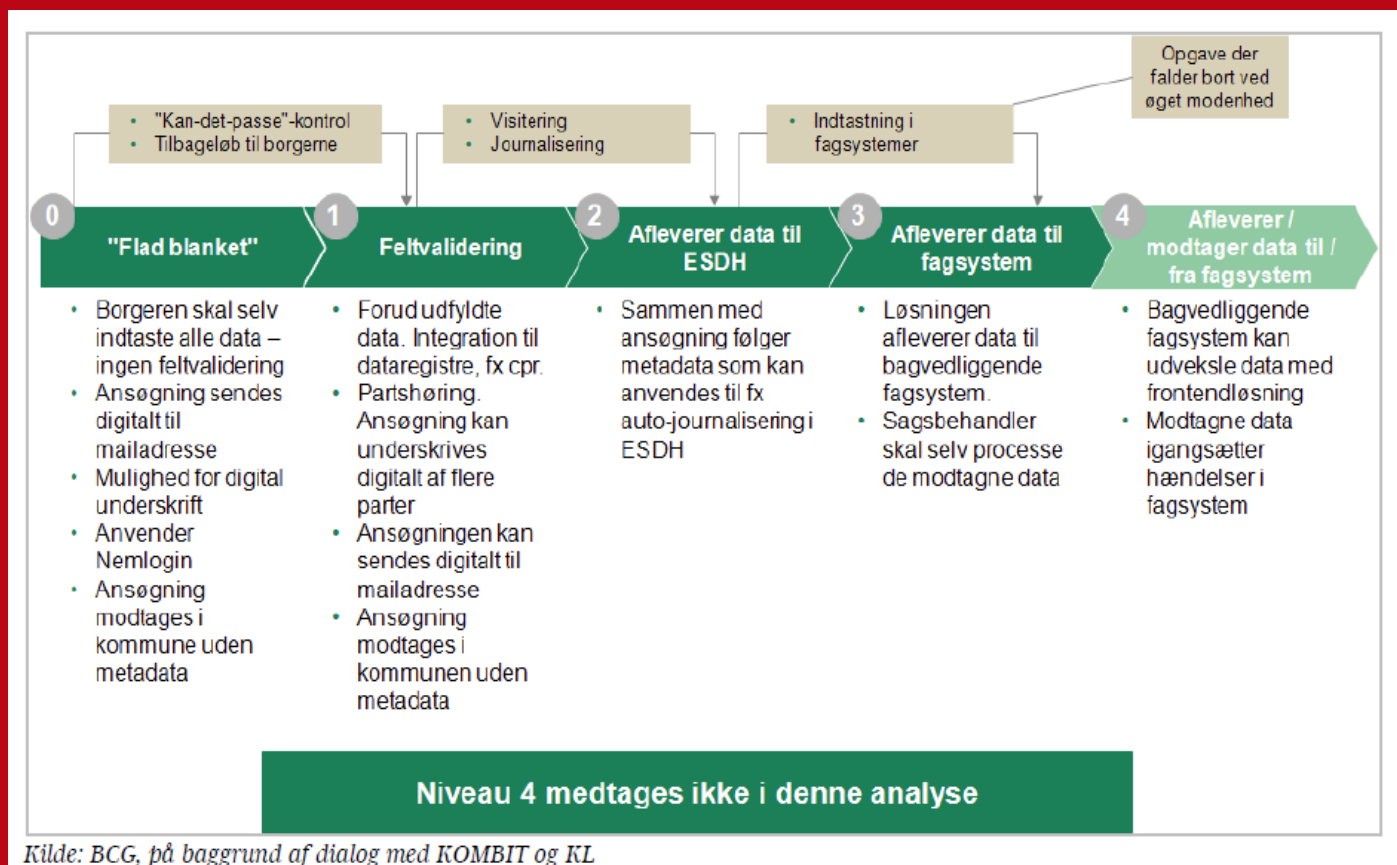 Opgave der
falder bort ved
øget modenhed
• "Kan-det-passe"-kontrol
• Tilbageløb til borgerne
• Visitering
• Journalisering
• Indtastning i
fagsystemer
0
"Flad blanket"
1
Feltvalidering
2
Afleverer data til
ESDH
3
Afleverer data til
fagsystem
4
Afleverer /
modtager data til /
fra fagsystem
• Borgeren skal selv
indtaste alle data –
ingen feltvalidering
• Ansøgning sendes
digitalt til
mailadresse
• Mulighed for digital
underskrift
• Anvender
Nemlogin
• Ansøgning
modtages i
kommune uden
metadata
• Forud udfyldte
data. Integration til
dataregistre, fx cpr.
• Partshøring.
Ansøgning kan
underskrives
digitalt af flere
parter
• Ansøgningen kan
sendes digitalt til
mailadresse
• Ansøgning
modtages i
kommunen uden
metadata
• Sammen med
ansøgning følger
metadata som kan
anvendes til fx
auto-journalisering i
ESDH
• Løsningen
afleverer data til
bagvedliggende
fagsystem.
• Sagsbehandler
skal selv processe
de modtagne data
• Bagvedliggende
fagsystem kan
udveksle data med
frontendløsning
• Modtagne data
igangsætter
hændelser i
fagsystem
Niveau 4 medtages ikke i denne analyse
Kilde: BCG, på baggrund af dialog med KOMBIT og KL